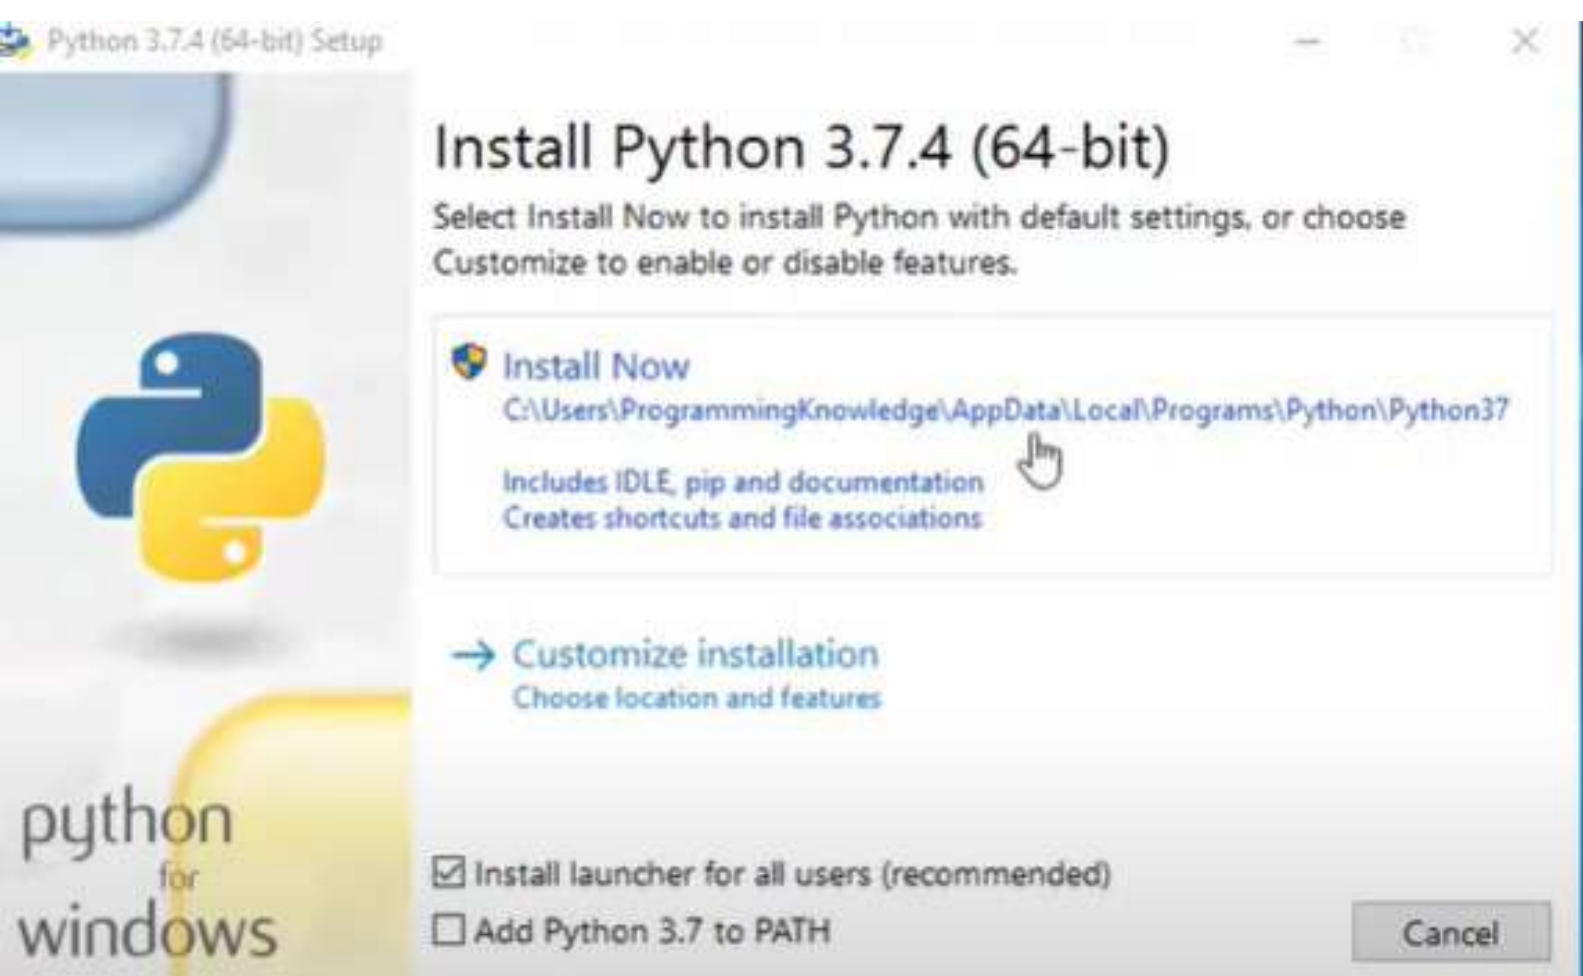 Python 3.7.4 (64-bit) Setup
Install Python 3.7.4 (64-bit)
Select Install Now to install Python with default settings, or choose
Customize to enable or disable features.
Install Now
C:\Users\ProgrammingKnowledge\AppData\Local\Programs\Python\Python37
Includes IDLE, pip and documentation
Creates shortcuts and file associations
Customize installation
Choose location and features
python
for
windows
Install launcher for all users (recommended)
Add Python 3.7 to PATH
Cancel